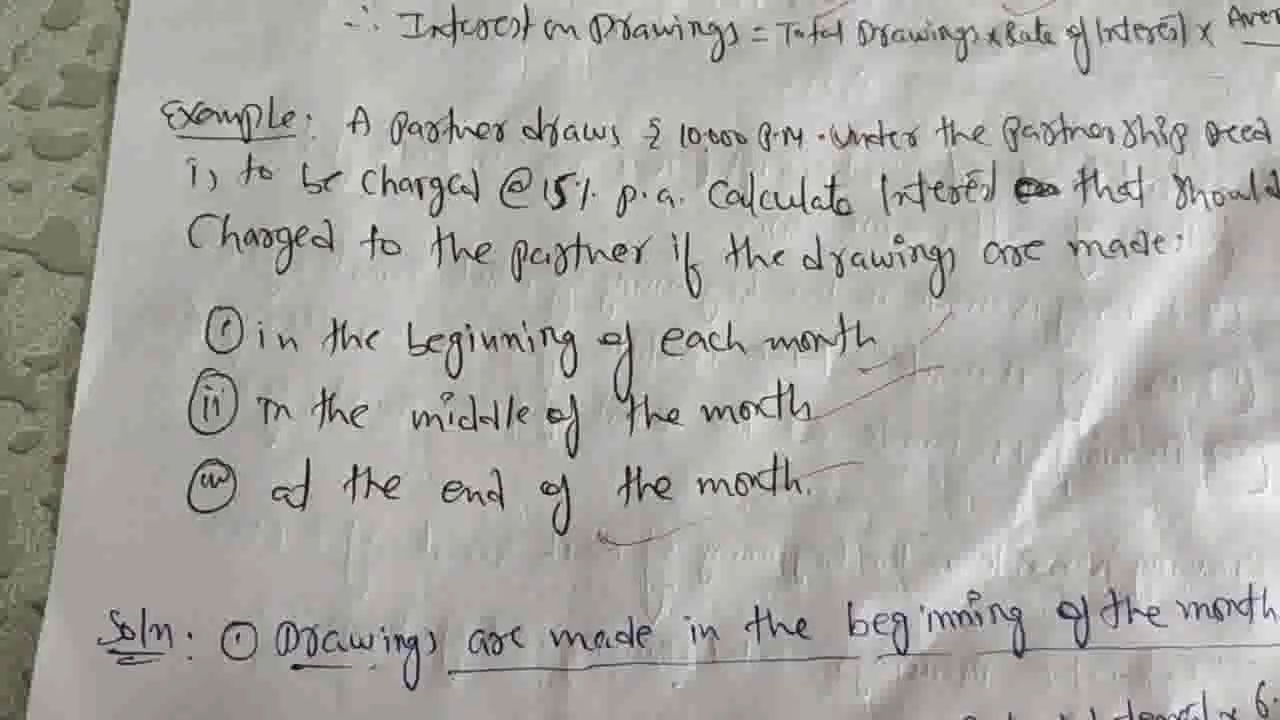 ∴ Interest on Drawings = Total Drawings × Rate of Interest ×
Example: A partner draws ₹ 10,000 P.M. Under the partnership Deed
is to be charged @ 15% p.a. Calculate Interest that should
Charged to the partner if the drawings are made:
(i) in the beginning of each month
(ii) in the middle of the month
(iii) at the end of the month.
Soln: (i) Drawings are made in the beginning of the month